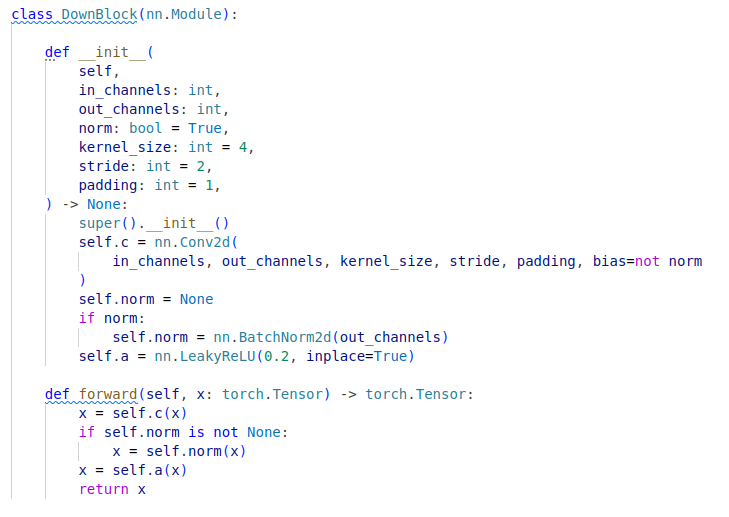 class DownBlock(nn.Module):
    def __init__(
        self,
        in_channels: int,
        out_channels: int,
        norm: bool = True,
        kernel_size: int = 4,
        stride: int = 2,
        padding: int = 1,
    ) -> None:
        super().__init__()
        self.c = nn.Conv2d(
            in_channels, out_channels, kernel_size, stride, padding, bias=not norm
        )
        self.norm = None
        if norm:
            self.norm = nn.BatchNorm2d(out_channels)
        self.a = nn.LeakyReLU(0.2, inplace=True)
    def forward(self, x: torch.Tensor) -> torch.Tensor:
        x = self.c(x)
        if self.norm is not None:
            x = self.norm(x)
        x = self.a(x)
        return x